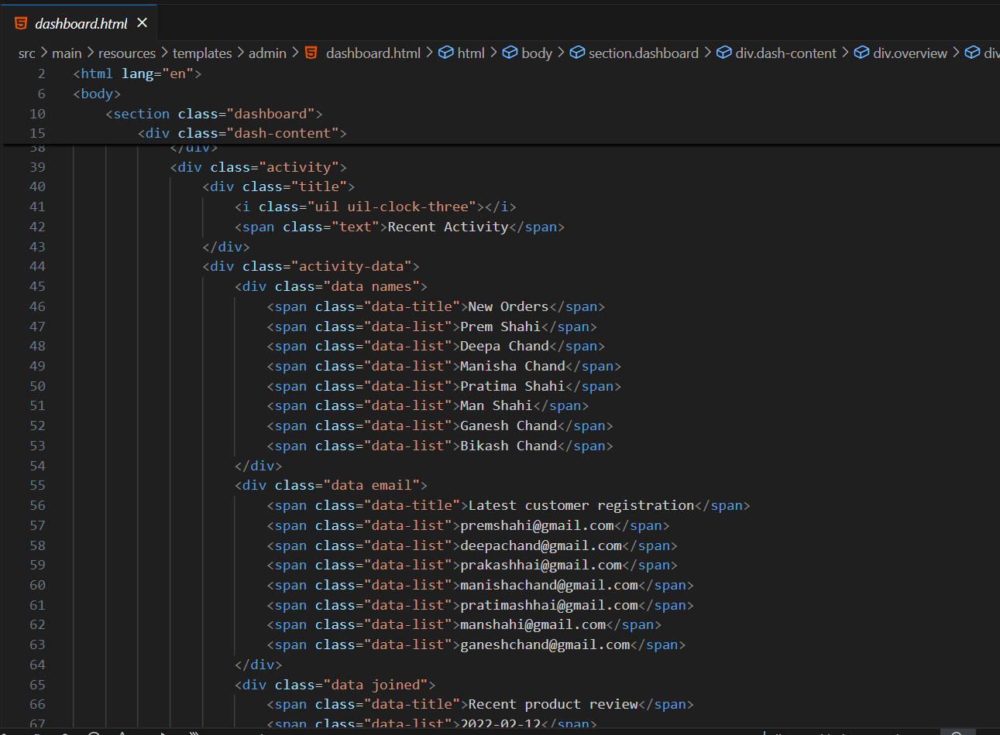 dashboard.html
src > main > resources > templates > admin > dashboard.html > html > body > section.dashboard > div.dash-content > div.overview > div
2 <html lang="en">
6 <body>
10 <section class="dashboard">
15 <div class="dash-content">
38 </div>
39 <div class="activity">
40 <div class="title">
41 <i class="uil uil-clock-three"></i>
42 <span class="text">Recent Activity</span>
43 </div>
44 <div class="activity-data">
45 <div class="data names">
46 <span class="data-title">New Orders</span>
47 <span class="data-list">Prem Shahi</span>
48 <span class="data-list">Deepa Chand</span>
49 <span class="data-list">Manisha Chand</span>
50 <span class="data-list">Pratima Shahi</span>
51 <span class="data-list">Man Shahi</span>
52 <span class="data-list">Ganesh Chand</span>
53 <span class="data-list">Bikash Chand</span>
54 </div>
55 <div class="data email">
56 <span class="data-title">Latest customer registration</span>
57 <span class="data-list">premshahi@gmail.com</span>
58 <span class="data-list">deepachand@gmail.com</span>
59 <span class="data-list">prakashhai@gmail.com</span>
60 <span class="data-list">manishachand@gmail.com</span>
61 <span class="data-list">pratimashhai@gmail.com</span>
62 <span class="data-list">manshahi@gmail.com</span>
63 <span class="data-list">ganeshchand@gmail.com</span>
64 </div>
65 <div class="data joined">
66 <span class="data-title">Recent product review</span>
67 <span class="data-list">2022-02-12</span>